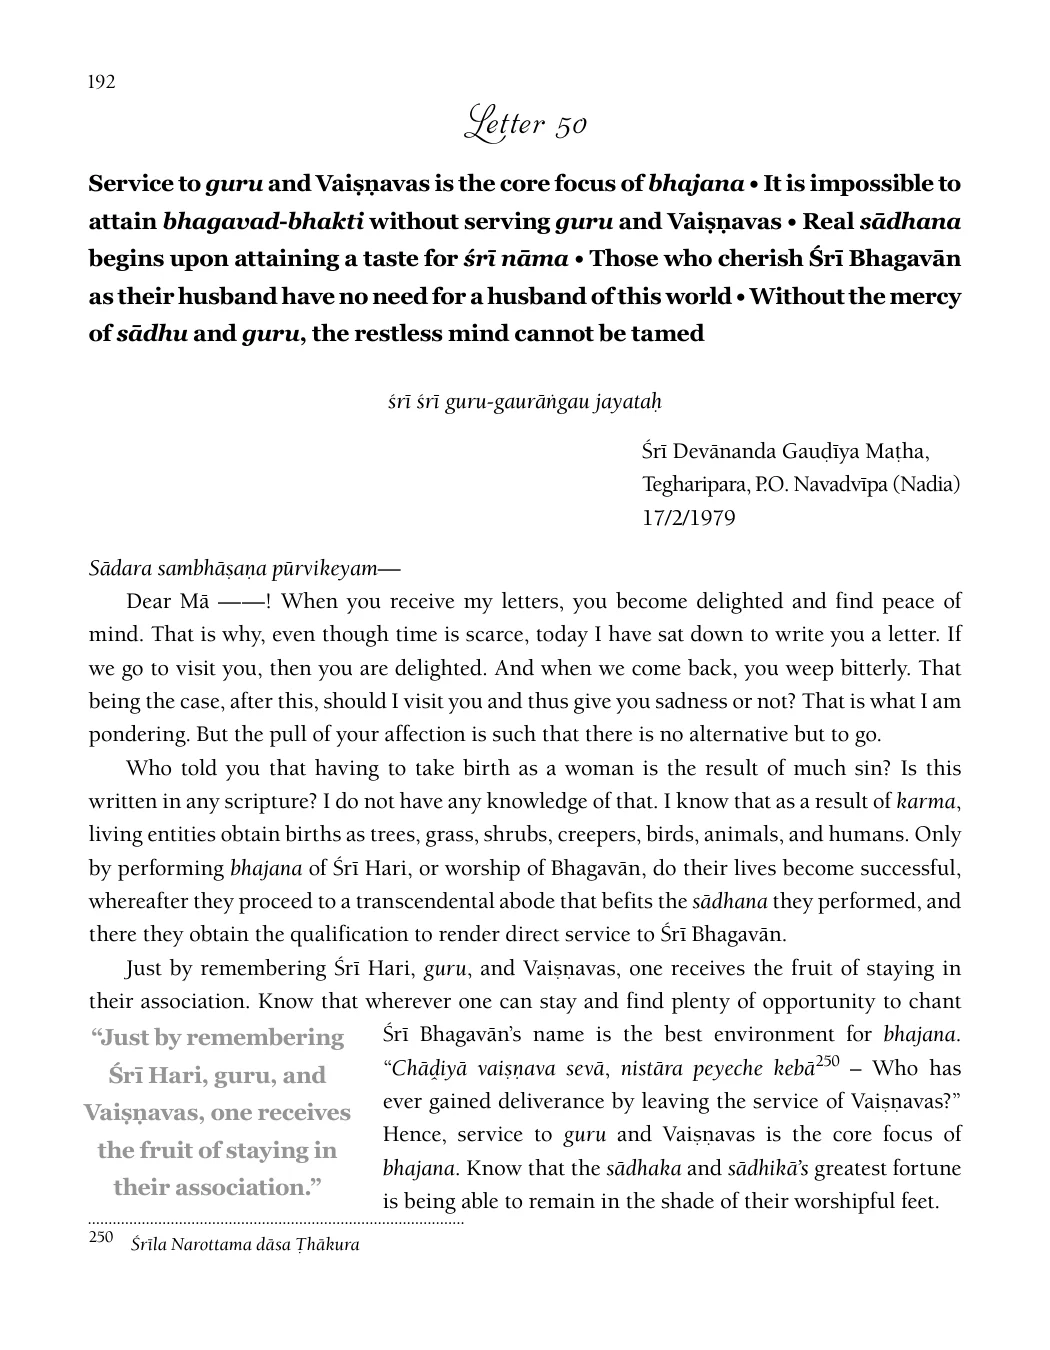 192
Letter 50
Service to guru and Vaiṣṇavas is the core focus of bhajana • It is impossible to
attain bhagavad-bhakti without serving guru and Vaiṣṇavas • Real sādhana
begins upon attaining a taste for śrī nāma • Those who cherish Śrī Bhagavān
as their husband have no need for a husband of this world • Without the mercy
of sādhu and guru, the restless mind cannot be tamed
śrī śrī guru-gaurāṅgau jayataḥ
Śrī Devānanda Gauḍīya Maṭha,
Tegharipara, P.O. Navadvīpa (Nadia)
17/2/1979
Sādara sambhāṣaṇa pūrvikeyam—
Dear Mā ——! When you receive my letters, you become delighted and find peace of
mind. That is why, even though time is scarce, today I have sat down to write you a letter. If
we go to visit you, then you are delighted. And when we come back, you weep bitterly. That
being the case, after this, should I visit you and thus give you sadness or not? That is what I am
pondering. But the pull of your affection is such that there is no alternative but to go.
Who told you that having to take birth as a woman is the result of much sin? Is this
written in any scripture? I do not have any knowledge of that. I know that as a result of karma,
living entities obtain births as trees, grass, shrubs, creepers, birds, animals, and humans. Only
by performing bhajana of Śrī Hari, or worship of Bhagavān, do their lives become successful,
whereafter they proceed to a transcendental abode that befits the sādhana they performed, and
there they obtain the qualification to render direct service to Śrī Bhagavān.
Just by remembering Śrī Hari, guru, and Vaiṣṇavas, one receives the fruit of staying in
their association. Know that wherever one can stay and find plenty of opportunity to chant
Śrī Bhagavān’s name is the best environment for bhajana.
“Chāḓiyā vaiṣṇava sevā, nistāra peyeche kebā250 – Who has
ever gained deliverance by leaving the service of Vaiṣṇavas?”
Hence, service to guru and Vaiṣṇavas is the core focus of
bhajana. Know that the sādhaka and sādhikā’s greatest fortune
is being able to remain in the shade of their worshipful feet.
“Just by remembering
Śrī Hari, guru, and
Vaiṣṇavas, one receives
the fruit of staying in
their association.”
250 Śrīla Narottama dāsa Ṭhākura